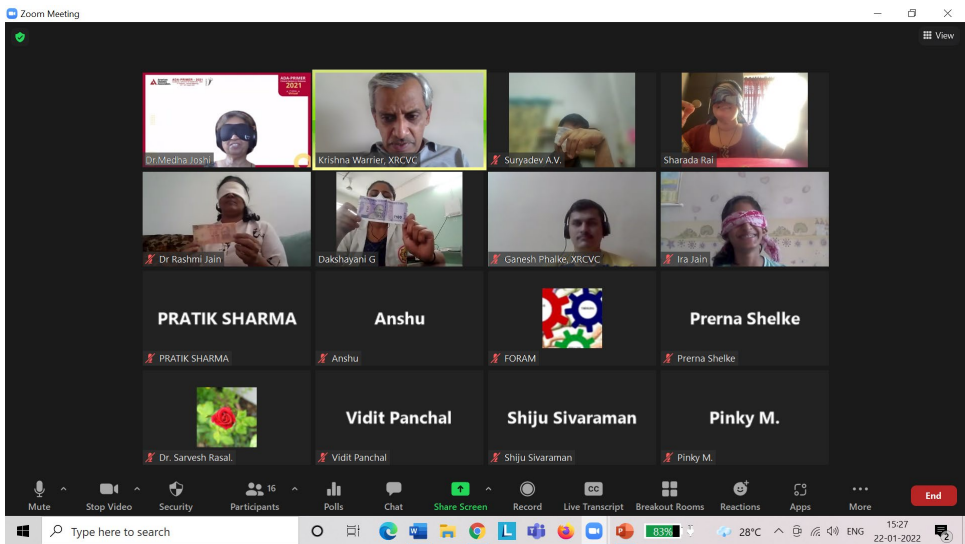 Zoom Meeting
View
ADA-PRIMER - 2021
ADA-PRIMER
2021
Dr.Medha Joshi
Krishna Warrier, XRCVC
Suryadev A.V.
Sharada Rai
Dr Rashmi Jain
Dakshayani G
Ganesh Phalke, XRCVC
Ira Jain
PRATIK SHARMA
Anshu
Prerna Shelke
PRATIK SHARMA
Anshu
FORAM
Prerna Shelke
Vidit Panchal
Shiju Sivaraman
Pinky M.
Dr. Sarvesh Rasal.
Vidit Panchal
Shiju Sivaraman
Pinky M.
16
CC
Mute
Stop Video
Security
Participants
Polls
Chat
Share Screen
Record
Live Transcript
Breakout Rooms
Reactions
Apps
More
End
Type here to search
83%
28°C
ENG
15:27
22-01-2022
2